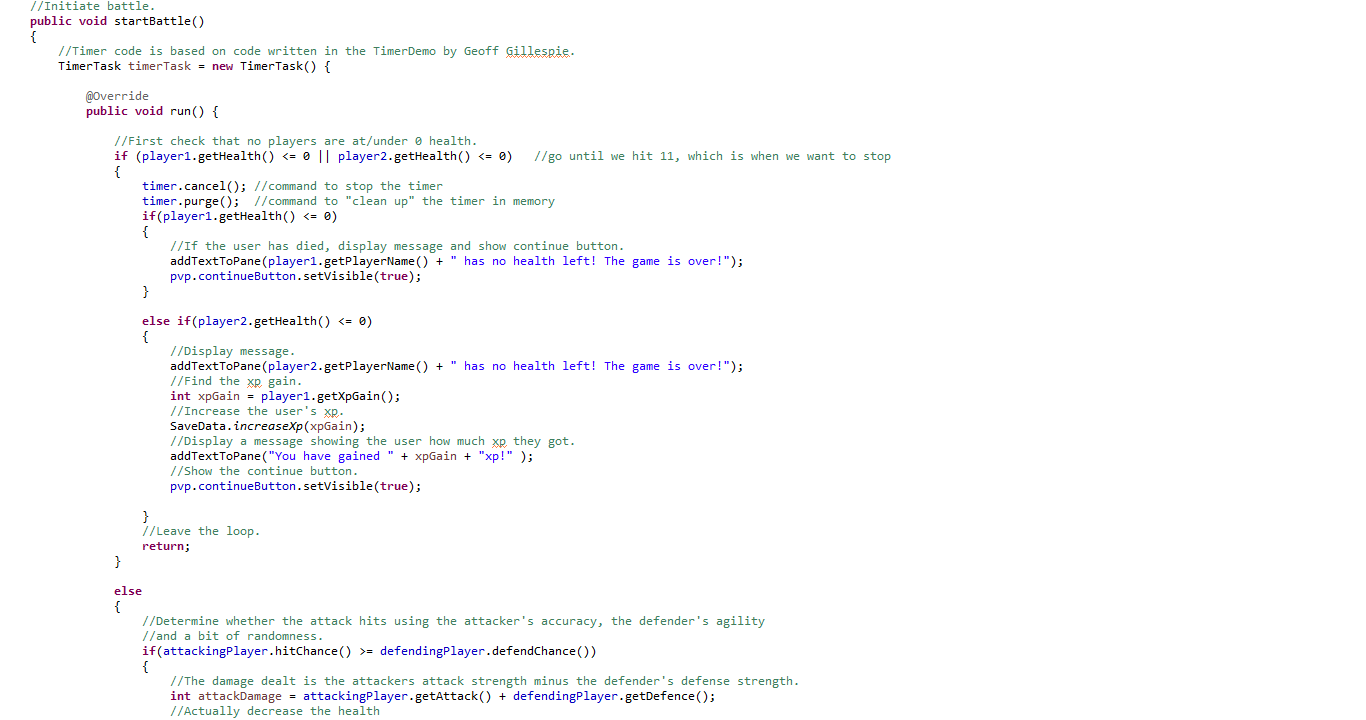 //Initiate battle.
public void startBattle()
{
//Timer code is based on code written in the TimerDemo by Geoff Gillespie.
TimerTask timerTask = new TimerTask() {
@Override
public void run() {
//First check that no players are at/under 0 health.
if (player1.getHealth() <= 0 || player2.getHealth() <= 0)   //go until we hit 11, which is when we want to stop
{
timer.cancel(); //command to stop the timer
timer.purge();  //command to "clean up" the timer in memory
if(player1.getHealth() <= 0)
{
//If the user has died, display message and show continue button.
addTextToPane(player1.getPlayerName() + " has no health left! The game is over!");
pvp.continueButton.setVisible(true);
}
else if(player2.getHealth() <= 0)
{
//Display message.
addTextToPane(player2.getPlayerName() + " has no health left! The game is over!");
//Find the xp gain.
int xpGain = player1.getXpGain();
//Increase the user's xp.
SaveData.increaseXp(xpGain);
//Display a message showing the user how much xp they got.
addTextToPane("You have gained " + xpGain + "xp!" );
//Show the continue button.
pvp.continueButton.setVisible(true);
}
//Leave the loop.
return;
}
else
{
//Determine whether the attack hits using the attacker's accuracy, the defender's agility
//and a bit of randomness.
if(attackingPlayer.hitChance() >= defendingPlayer.defendChance())
{
//The damage dealt is the attackers attack strength minus the defender's defense strength.
int attackDamage = attackingPlayer.getAttack() + defendingPlayer.getDefence();
//Actually decrease the health